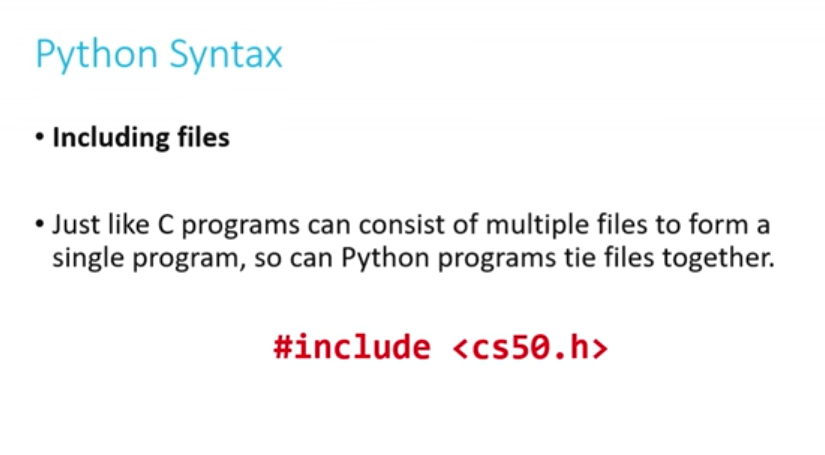 Python Syntax
• Including files
• Just like C programs can consist of multiple files to form a
single program, so can Python programs tie files together.
#include <cs50.h>